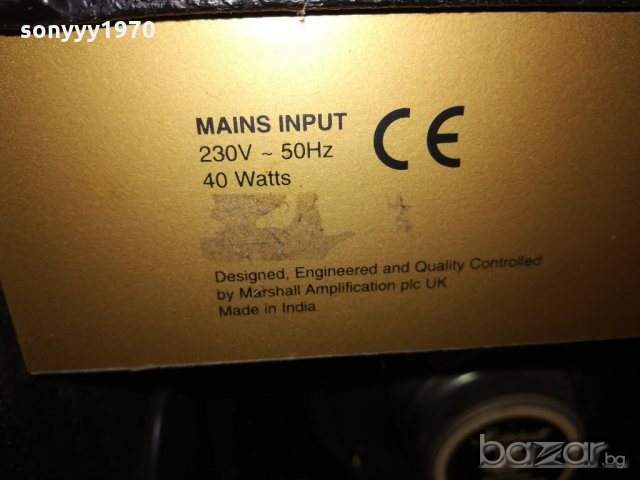 sonyyy1970
MAINS INPUT
230V ~ 50Hz
40 Watts
CE
Designed, Engineered and Quality Controlled
by Marshall Amplification plc UK
Made in India
Marshall
bazar.bg